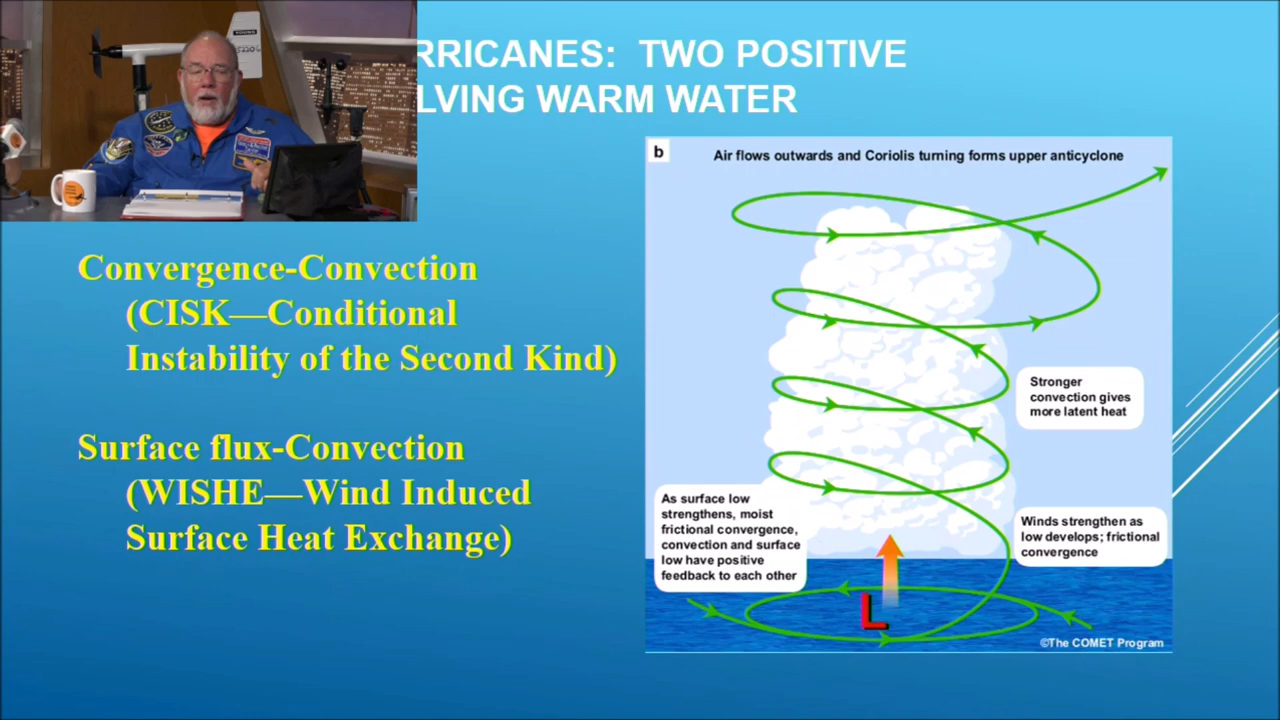 RRICANES: TWO POSITIVE
LVING WARM WATER
YOUNG
b
Air flows outwards and Coriolis turning forms upper anticyclone
Convergence-Convection
(CISK—Conditional
Instability of the Second Kind)
Surface flux-Convection
(WISHE—Wind Induced
Surface Heat Exchange)
Stronger
convection gives
more latent heat
As surface low
strengthens, moist
frictional convergence,
convection and surface
low have positive
feedback to each other
Winds strengthen as
low develops; frictional
convergence
L
©The COMET Program